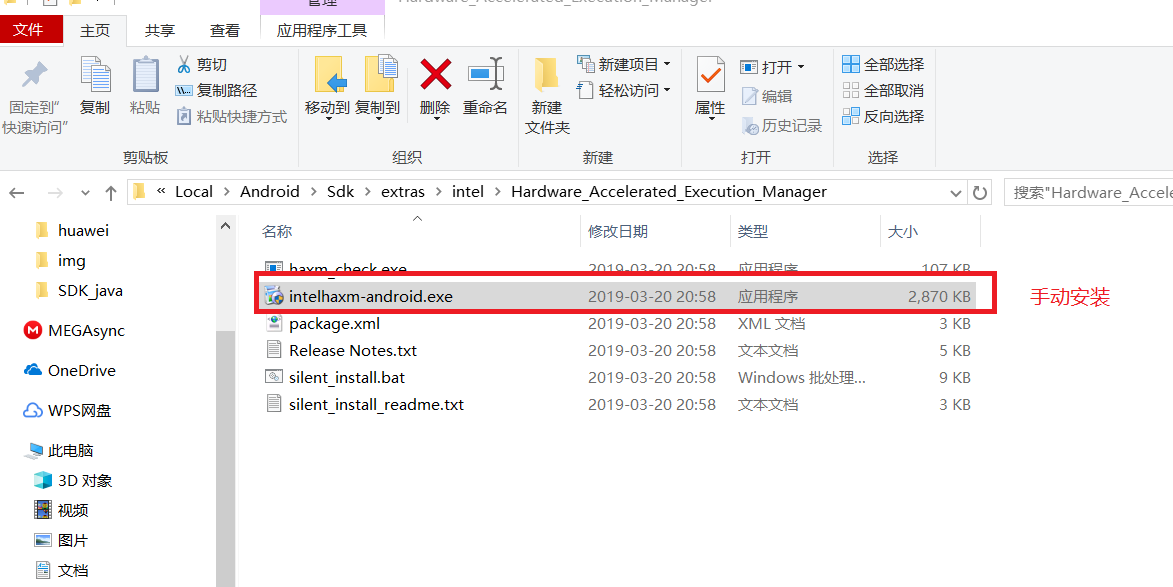 管理
Hardware_Accelerated_Execution_Manager
文件
主页
共享
查看
应用程序工具
固定到"
快速访问"
复制
粘贴
剪切
复制路径
粘贴快捷方式
剪贴板
移动到
复制到
删除
重命名
组织
新建
文件夹
新建项目
轻松访问
新建
属性
打开
编辑
历史记录
打开
全部选择
全部取消
反向选择
选择
« Local > Android > Sdk > extras > intel > Hardware_Accelerated_Execution_Manager
搜索"Hardware_Accele
huawei
img
SDK_java
MEGAsync
OneDrive
WPS网盘
此电脑
3D 对象
视频
图片
文档
名称 修改日期 类型 大小
haxm_check.exe 2019-03-20 20:58 应用程序 107 KB
intelhaxm-android.exe 2019-03-20 20:58 应用程序 2,870 KB
手动安装
package.xml 2019-03-20 20:58 XML 文档 3 KB
Release Notes.txt 2019-03-20 20:58 文本文档 5 KB
silent_install.bat 2019-03-20 20:58 Windows 批处理... 9 KB
silent_install_readme.txt 2019-03-20 20:58 文本文档 3 KB